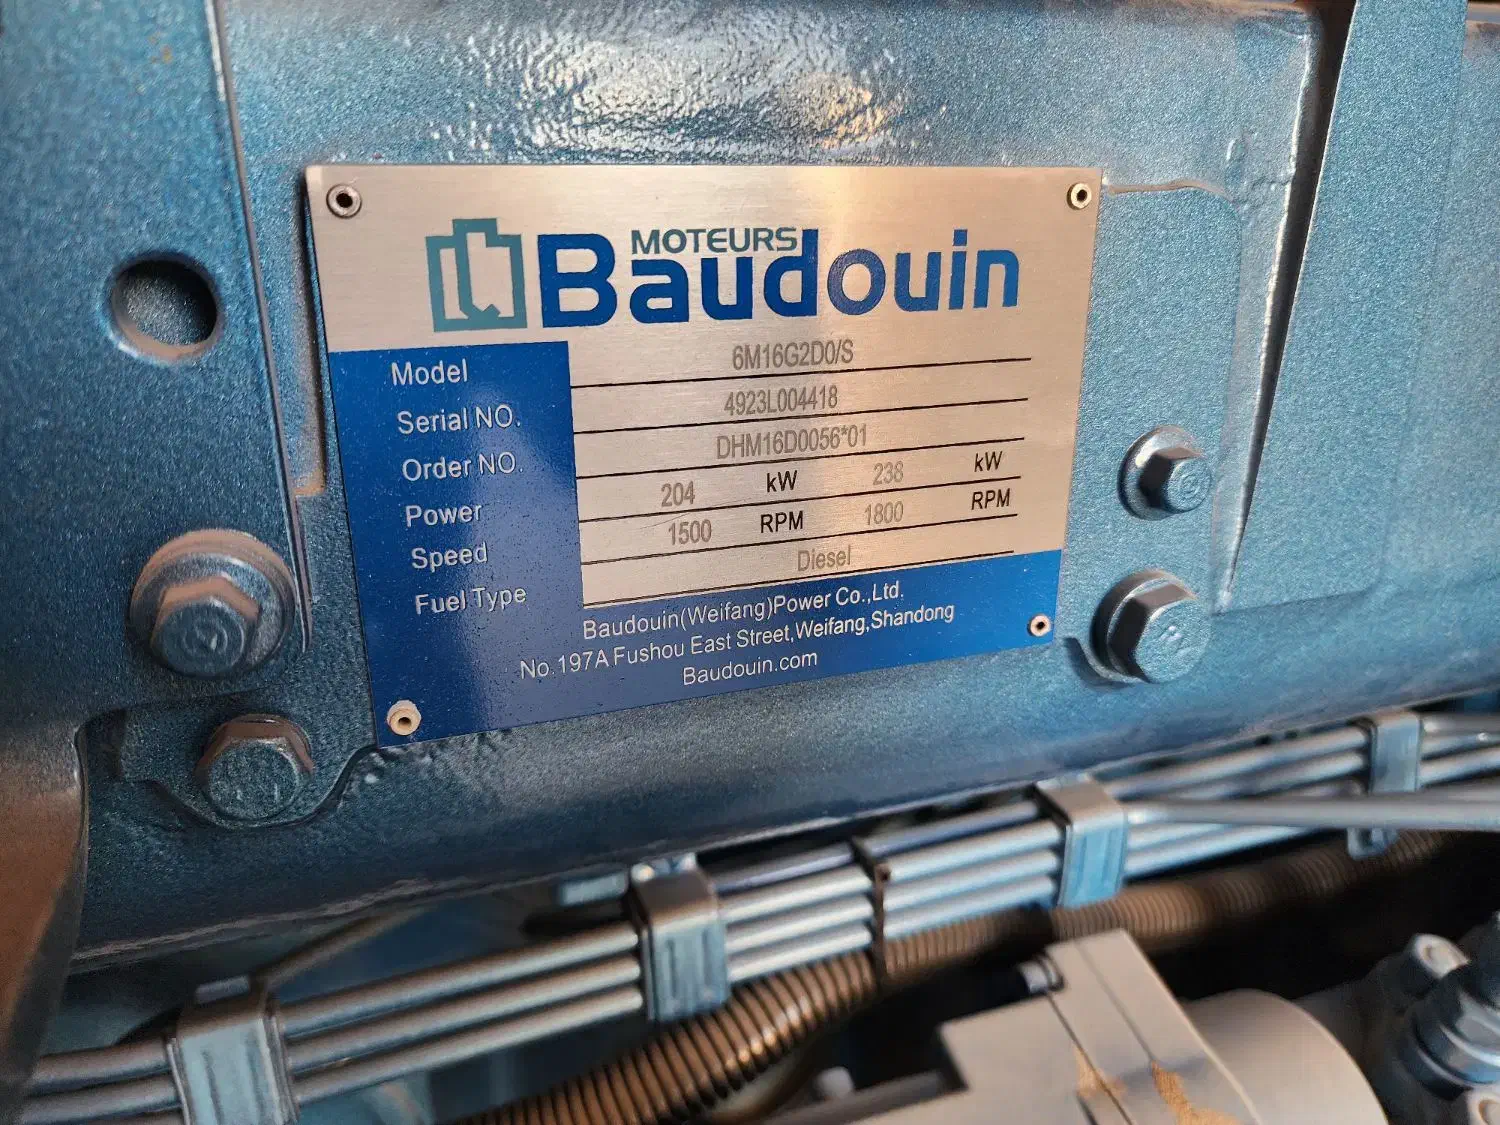 MOTEURS
Baudouin
Model 6M16G2D0/S
Serial NO. 4923L004418
Order NO. DHM16D0056*01
Power 204 kW 238 kW
Speed 1500 RPM 1800 RPM
Fuel Type Diesel
Baudouin(Weifang)Power Co.,Ltd.
No.197A Fushou East Street,Weifang,Shandong
Baudouin.com